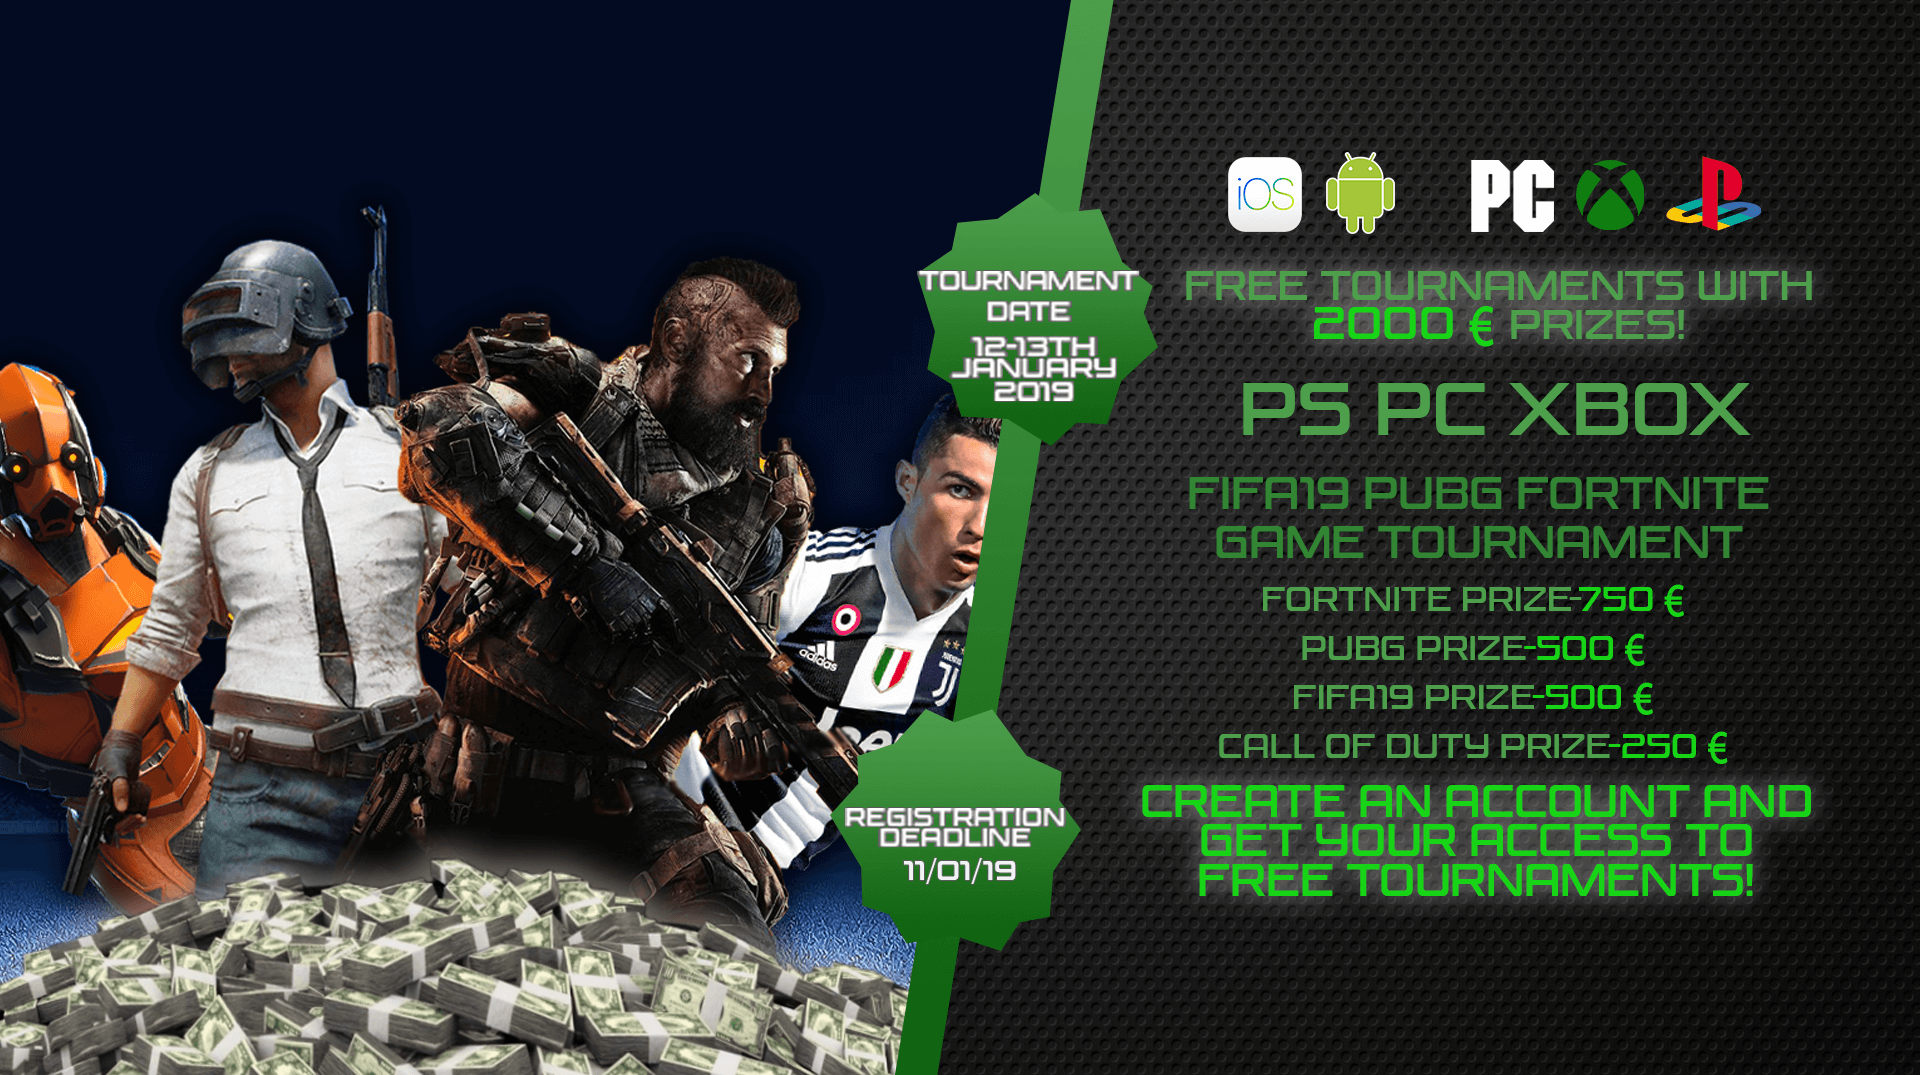 TOURNAMENT
DATE
12-13TH
JANUARY
2019
REGISTRATION
DEADLINE
11/01/19
adidas
iOS
PC
FREE TOURNAMENTS WITH
2000 € PRIZES!
PS PC XBOX
FIFA19 PUBG FORTNITE
GAME TOURNAMENT
FORTNITE PRIZE-750 €
PUBG PRIZE-500 €
FIFA19 PRIZE-500 €
CALL OF DUTY PRIZE-250 €
CREATE AN ACCOUNT AND
GET YOUR ACCESS TO
FREE TOURNAMENTS!